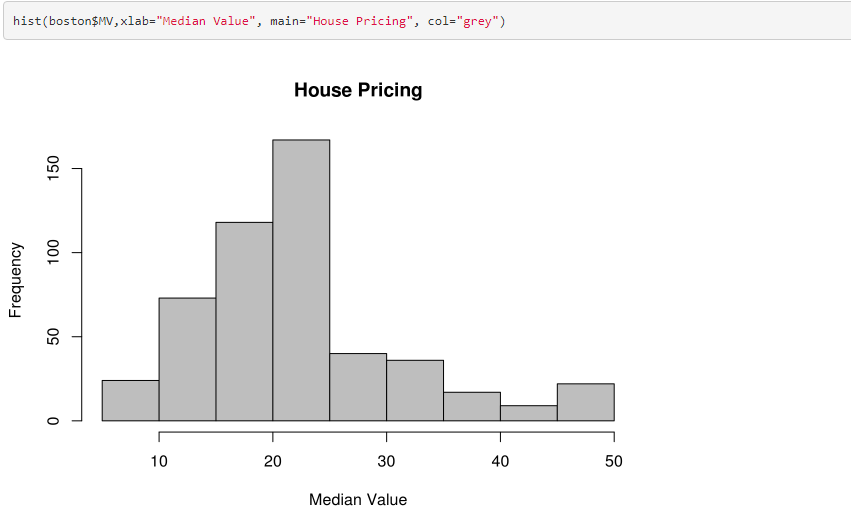 hist(boston$MV,xlab="Median Value", main="House Pricing", col="grey")
House Pricing
Frequency
150
100
50
0
10 20 30 40 50
Median Value